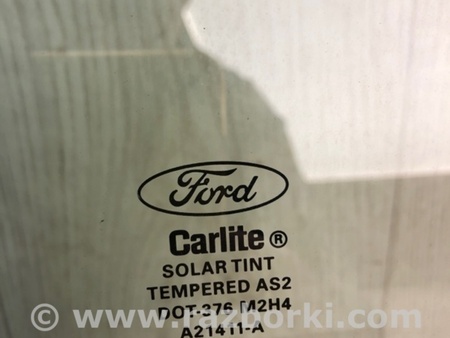 Ford
Carlite®
SOLAR TINT
TEMPERED AS2
DOT-376 M2H4
A21411-A
© www.razborki.com